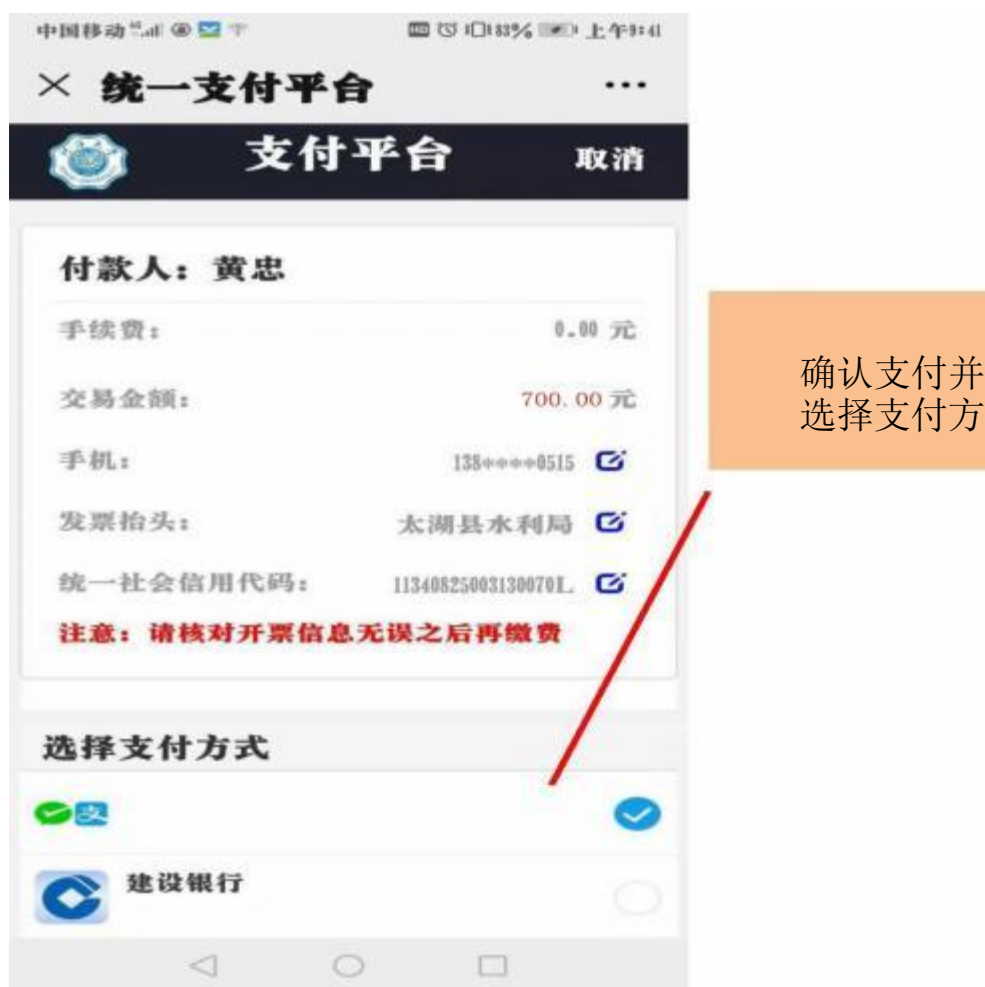 中国移动 83% 上午9:41
× 统一支付平台 ...
支付平台 取消
付款人：黄忠
手续费： 0.00 元
交易金额： 700.00 元
手机： 138****0515
发票抬头： 太湖县水利局
统一社会信用代码： 11340825003130070L
注意：请核对开票信息无误之后再缴费
选择支付方式
支
建设银行
确认支付并
选择支付方